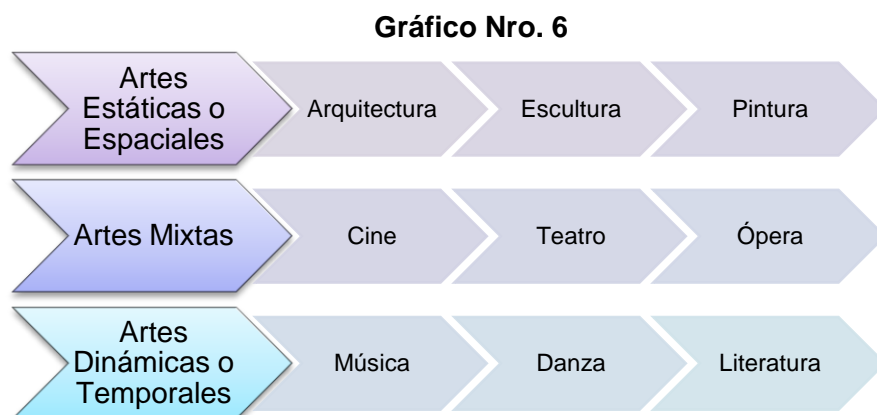 Gráfico Nro. 6
Artes
Estáticas o
Espaciales
Arquitectura
Escultura
Pintura
Artes Mixtas
Cine
Teatro
Ópera
Artes
Dinámicas o
Temporales
Música
Danza
Literatura